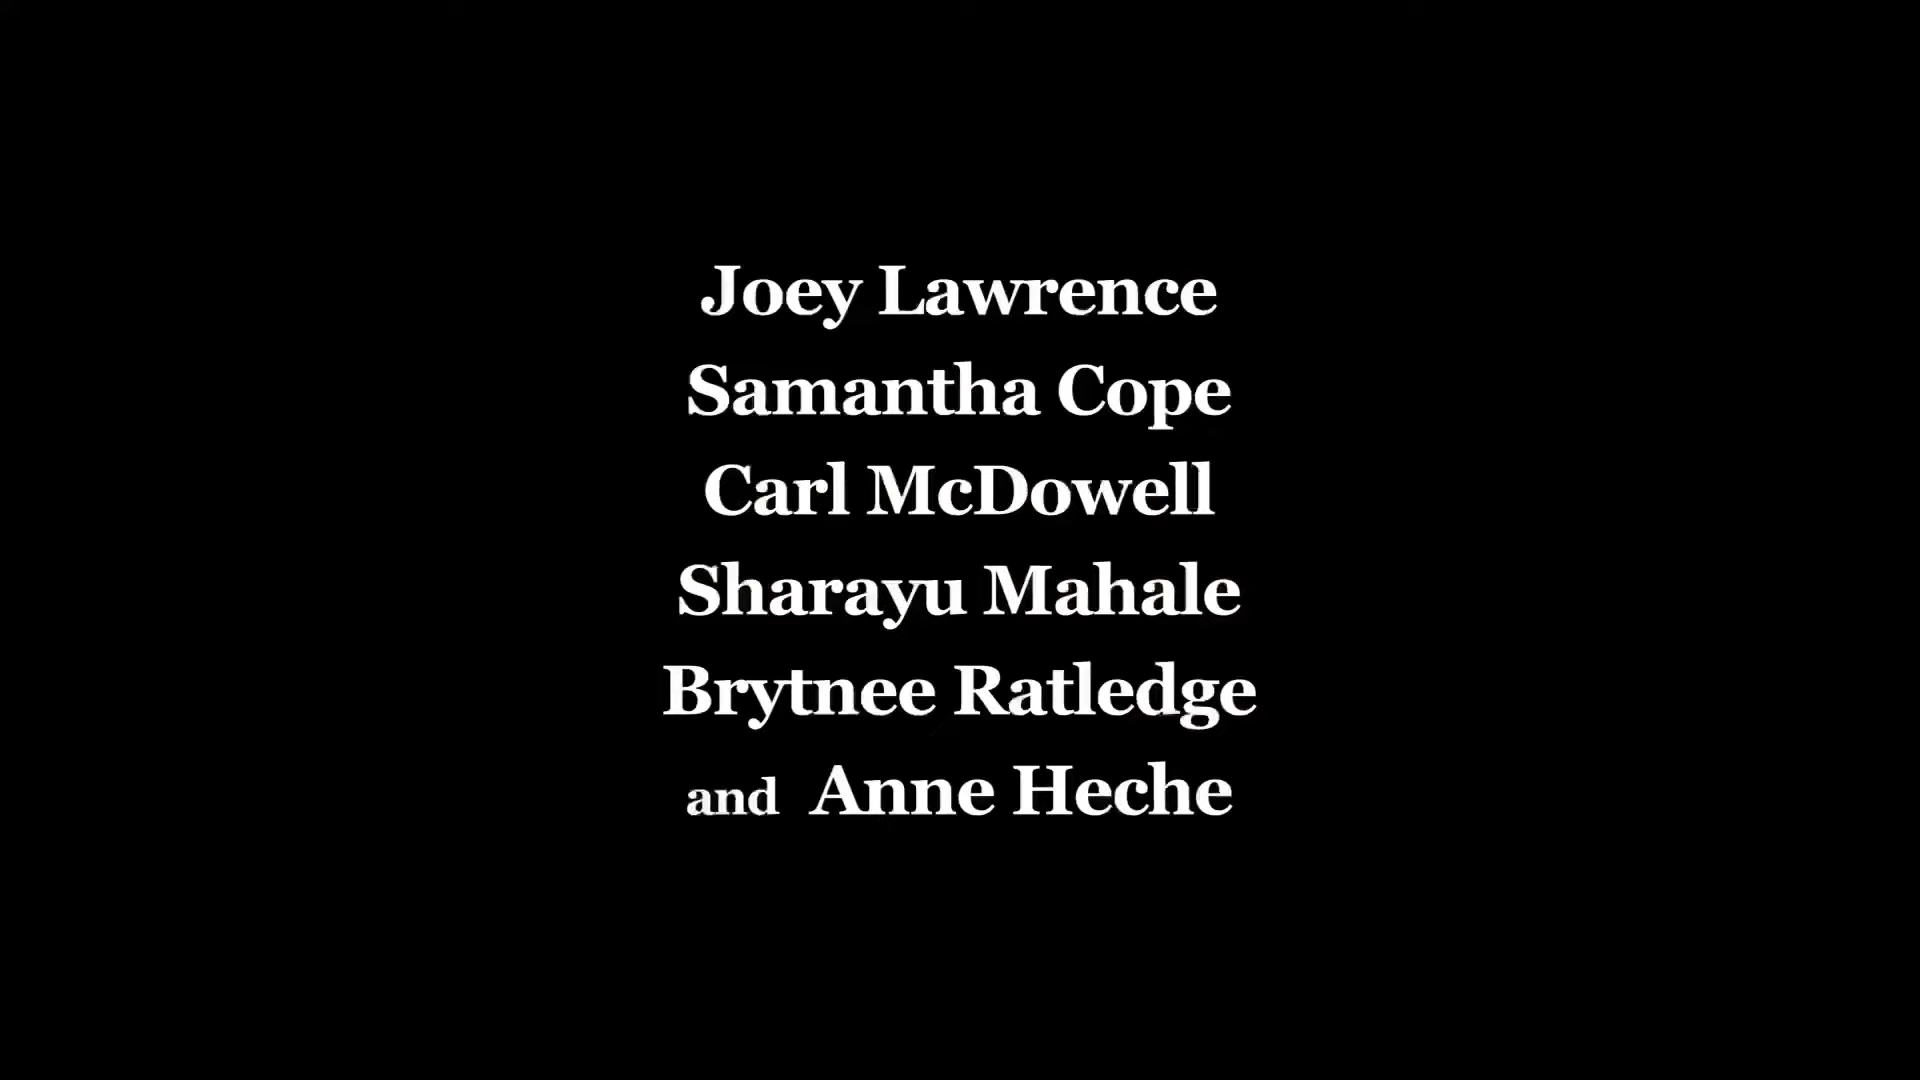 Joey Lawrence
Samantha Cope
Carl McDowell
Sharayu Mahale
Brytnee Ratledge
and Anne Heche